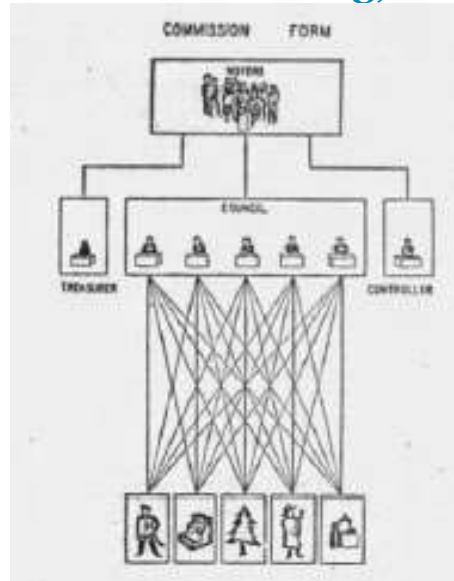 COMMISSION FORM
VOTERS
COUNCIL
TREASURER
CONTROLLER